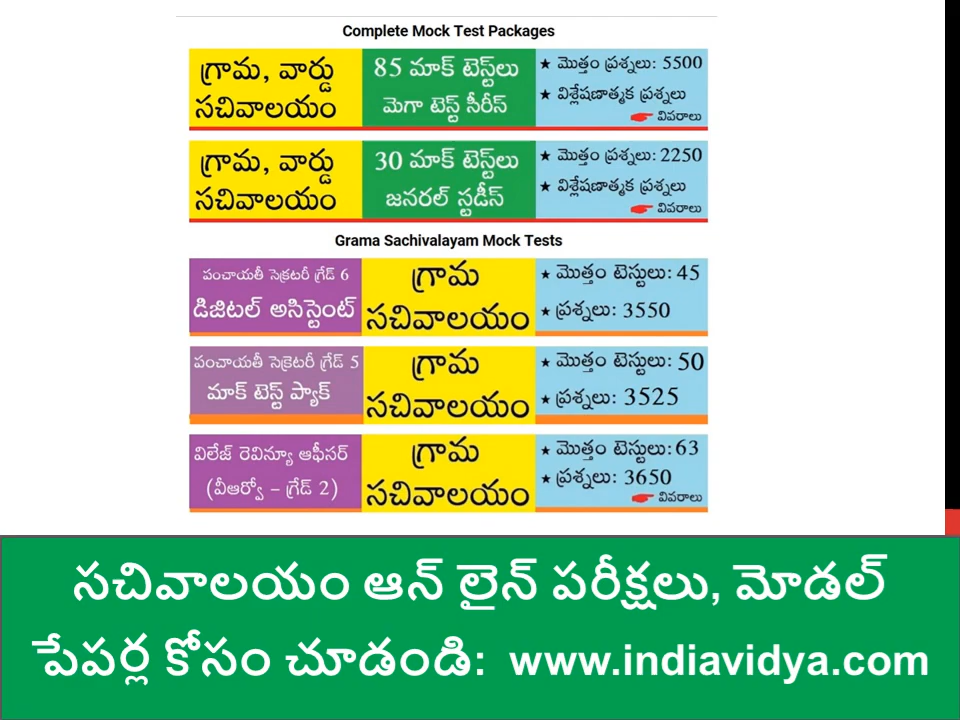 Complete Mock Test Packages
గ్రామ, వార్డు
సచివాలయం
85 మాక్ టెస్ట్‌లు
మెగా టెస్ట్ సీరీస్
★ మొత్తం ప్రశ్నలు: 5500
★ విశ్లేషణాత్మక ప్రశ్నలు
వివరాలు
గ్రామ, వార్డు
సచివాలయం
30 మాక్ టెస్ట్‌లు
జనరల్ స్టడీస్
★ మొత్తం ప్రశ్నలు: 2250
★ విశ్లేషణాత్మక ప్రశ్నలు
వివరాలు
Grama Sachivalayam Mock Tests
పంచాయతీ సెక్రటరీ గ్రేడ్ 6
డిజిటల్ అసిస్టెంట్
గ్రామ
సచివాలయం
★ మొత్తం టెస్టులు: 45
★ ప్రశ్నలు: 3550
పంచాయతీ సెక్రెటరీ గ్రేడ్ 5
మాక్ టెస్ట్ ప్యాక్
గ్రామ
సచివాలయం
★ మొత్తం టెస్టులు: 50
★ ప్రశ్నలు: 3525
విలేజ్ రెవిన్యూ ఆఫీసర్
(వీఆర్వో – గ్రేడ్ 2)
గ్రామ
సచివాలయం
★ మొత్తం టెస్టులు: 63
★ ప్రశ్నలు: 3650
వివరాలు
సచివాలయం ఆన్ లైన్ పరీక్షలు, మోడల్
పేపర్ల కోసం చూడండి: www.indiavidya.com